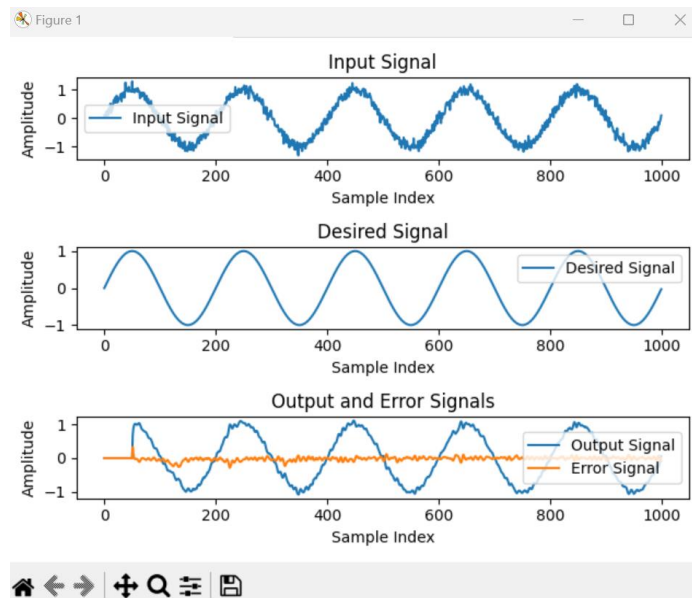 Figure 1
Input Signal
1
0
−1
Amplitude
Input Signal
0 200 400 600 800 1000
Sample Index
Desired Signal
1
0
−1
Amplitude
Desired Signal
0 200 400 600 800 1000
Sample Index
Output and Error Signals
1
0
−1
Amplitude
Output Signal
Error Signal
0 200 400 600 800 1000
Sample Index